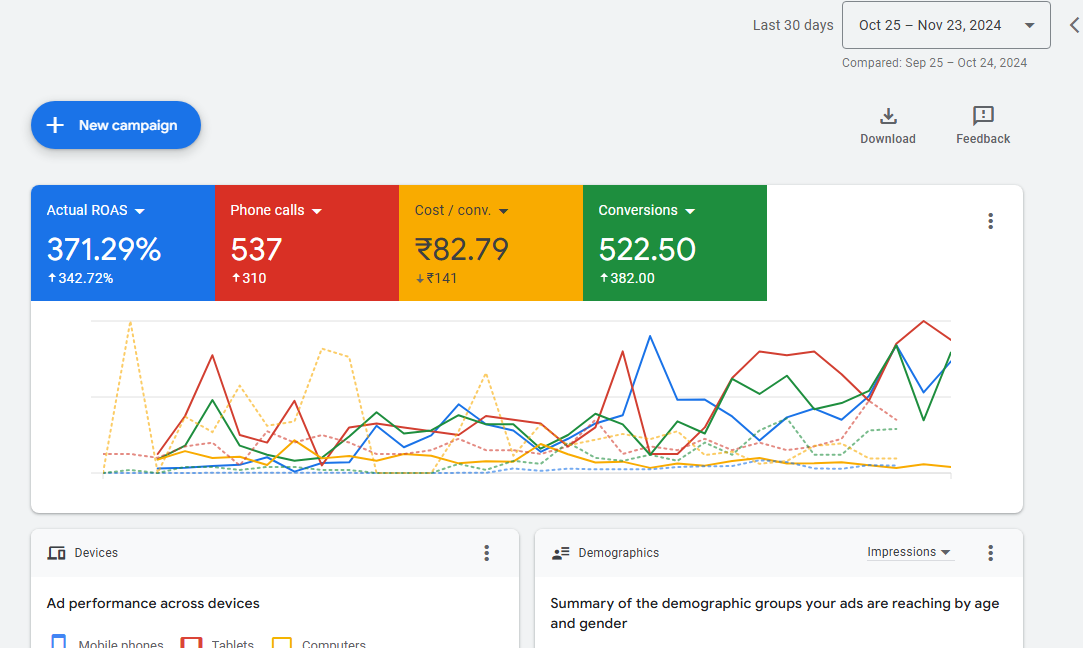 Last 30 days
Oct 25 – Nov 23, 2024
Compared: Sep 25 – Oct 24, 2024
New campaign
Download
Feedback
Actual ROAS
371.29%
↑342.72%
Phone calls
537
↑310
Cost / conv.
₹82.79
↓₹141
Conversions
522.50
↑382.00
Devices
Ad performance across devices
Mobile phones
Tablets
Computers
Demographics
Impressions
Summary of the demographic groups your ads are reaching by age
and gender